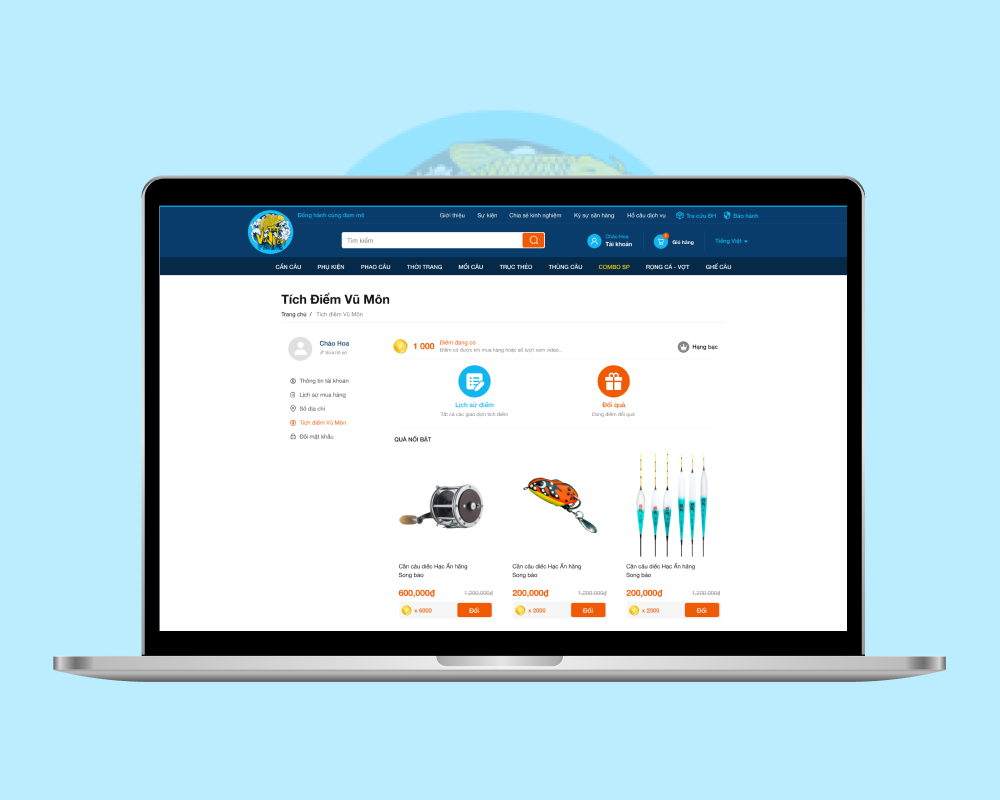 Đồng hành cùng đam mê
Giới thiệu Sự kiện Chia sẻ kinh nghiệm Ký sự săn hàng Hồ câu dịch vụ Tra cứu ĐH Bảo hành
Tìm kiếm
Chào Hoa
Tài khoản
1
Giỏ hàng
Tiếng Việt
CẦN CÂU PHỤ KIỆN PHAO CÂU THỜI TRANG MỒI CÂU TRỤC THẺO THÙNG CÂU COMBO SP RỌNG CÁ - VỢT GHẾ CÂU
Tích Điểm Vũ Môn
Trang chủ / Tích điểm Vũ Môn
Chào Hoa
Sửa hồ sơ
Thông tin tài khoản
Lịch sử mua hàng
Sổ địa chỉ
Tích điểm Vũ Môn
Đổi mật khẩu
1 000
Điểm đang có
Điểm có được khi mua hàng hoặc số lượt xem video...
Hạng bạc
Lịch sử điểm
Tất cả các giao dịch tích điểm
Đổi quà
Dùng điểm đổi quà
QUÀ NỔI BẬT
Cần câu diếc Hạc Ấn hãng
Song báo
600,000₫ 1,200,000₫
x 6000 Đổi
Cần câu diếc Hạc Ấn hãng
Song báo
200,000₫ 1,200,000₫
x 2000 Đổi
Cần câu diếc Hạc Ấn hãng
Song báo
200,000₫ 1,200,000₫
x 2000 Đổi